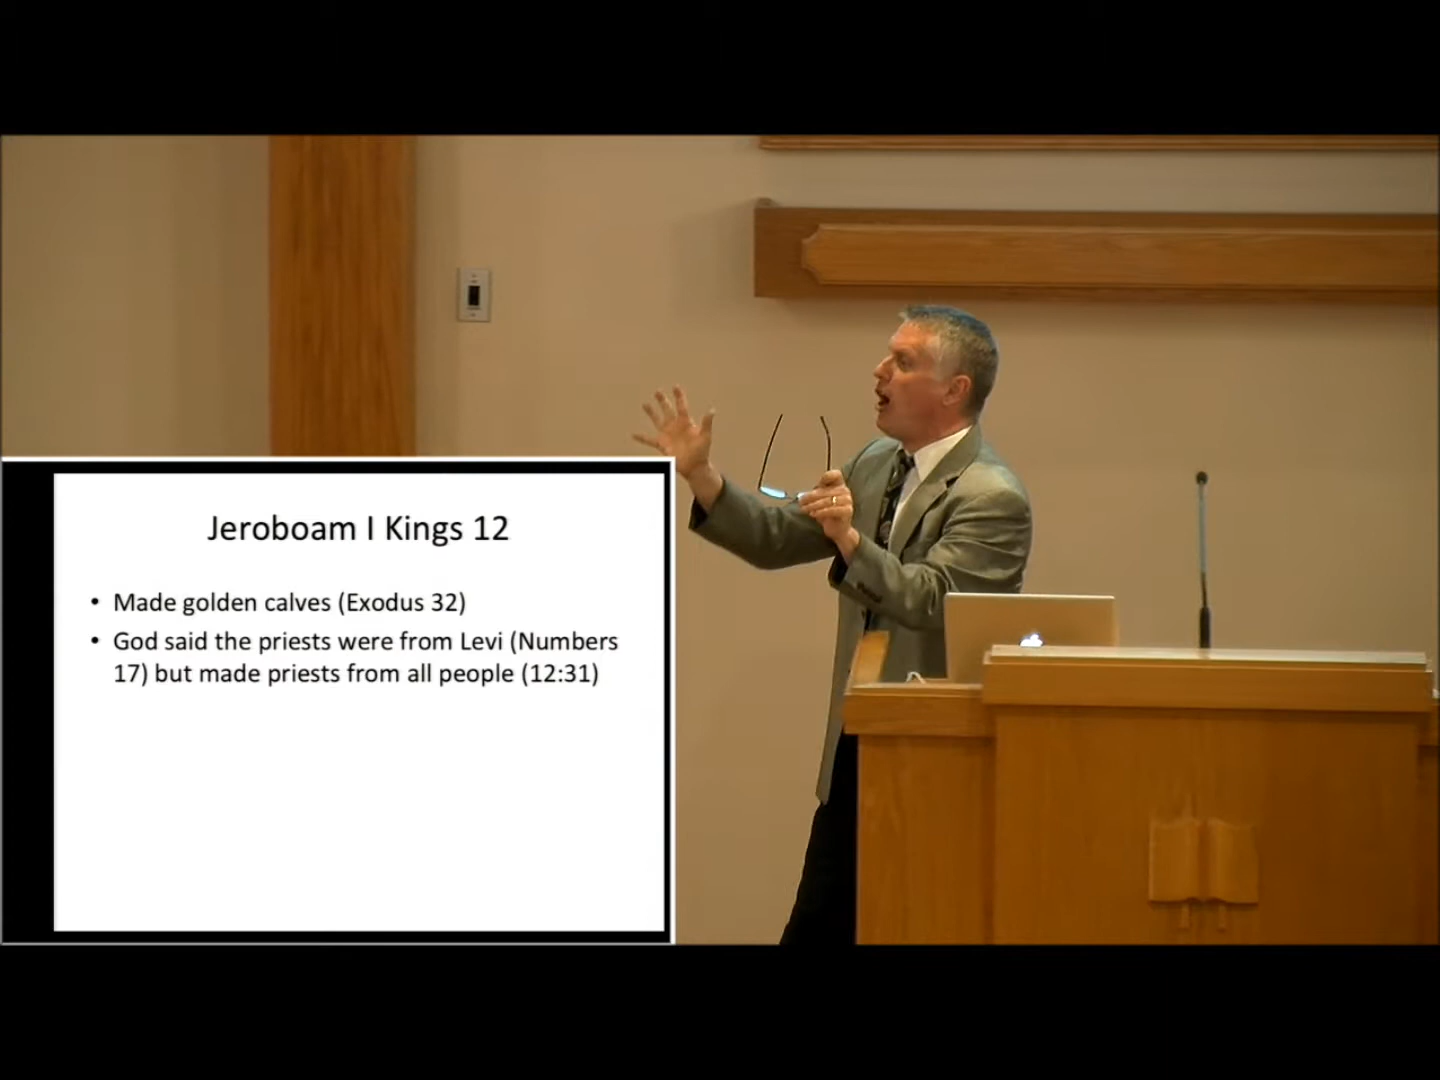 Jeroboam I Kings 12
• Made golden calves (Exodus 32)
• God said the priests were from Levi (Numbers
17) but made priests from all people (12:31)